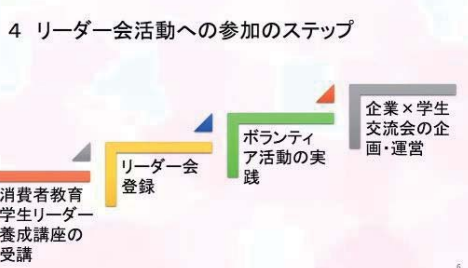 4 リーダー会活動への参加のステップ
消費者教育
学生リーダー
養成講座の
受講
リーダー会
登録
ボランティ
ア活動の実
践
企業×学生
交流会の企
画・運営
6